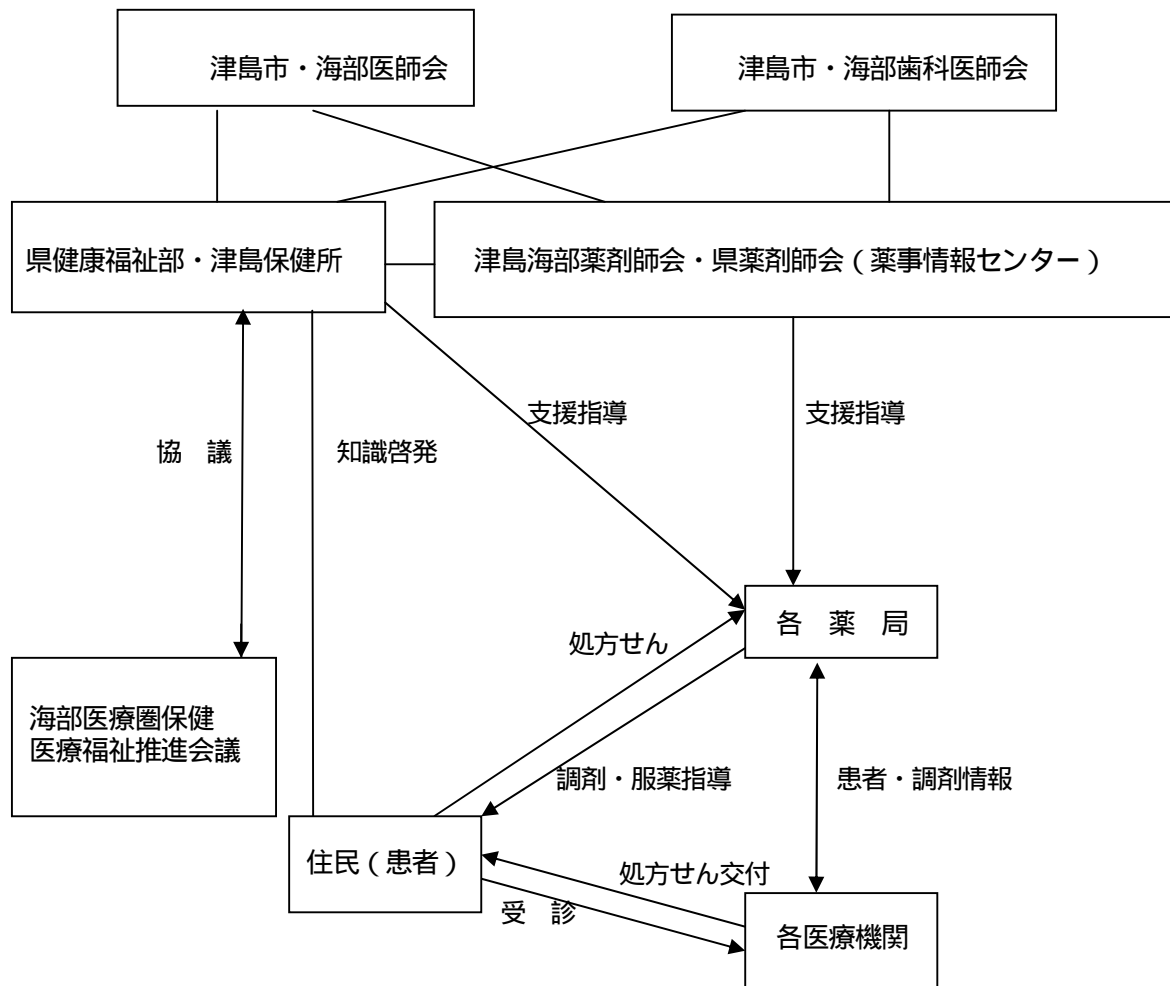 津島市・海部医師会
津島市・海部歯科医師会
県健康福祉部・津島保健所
津島海部薬剤師会・県薬剤師会（薬事情報センター）
支援指導
支援指導
協　議
知識啓発
各　薬　局
処方せん
海部医療圏保健
医療福祉推進会議
調剤・服薬指導
患者・調剤情報
住民（患者）
処方せん交付
受　診
各医療機関